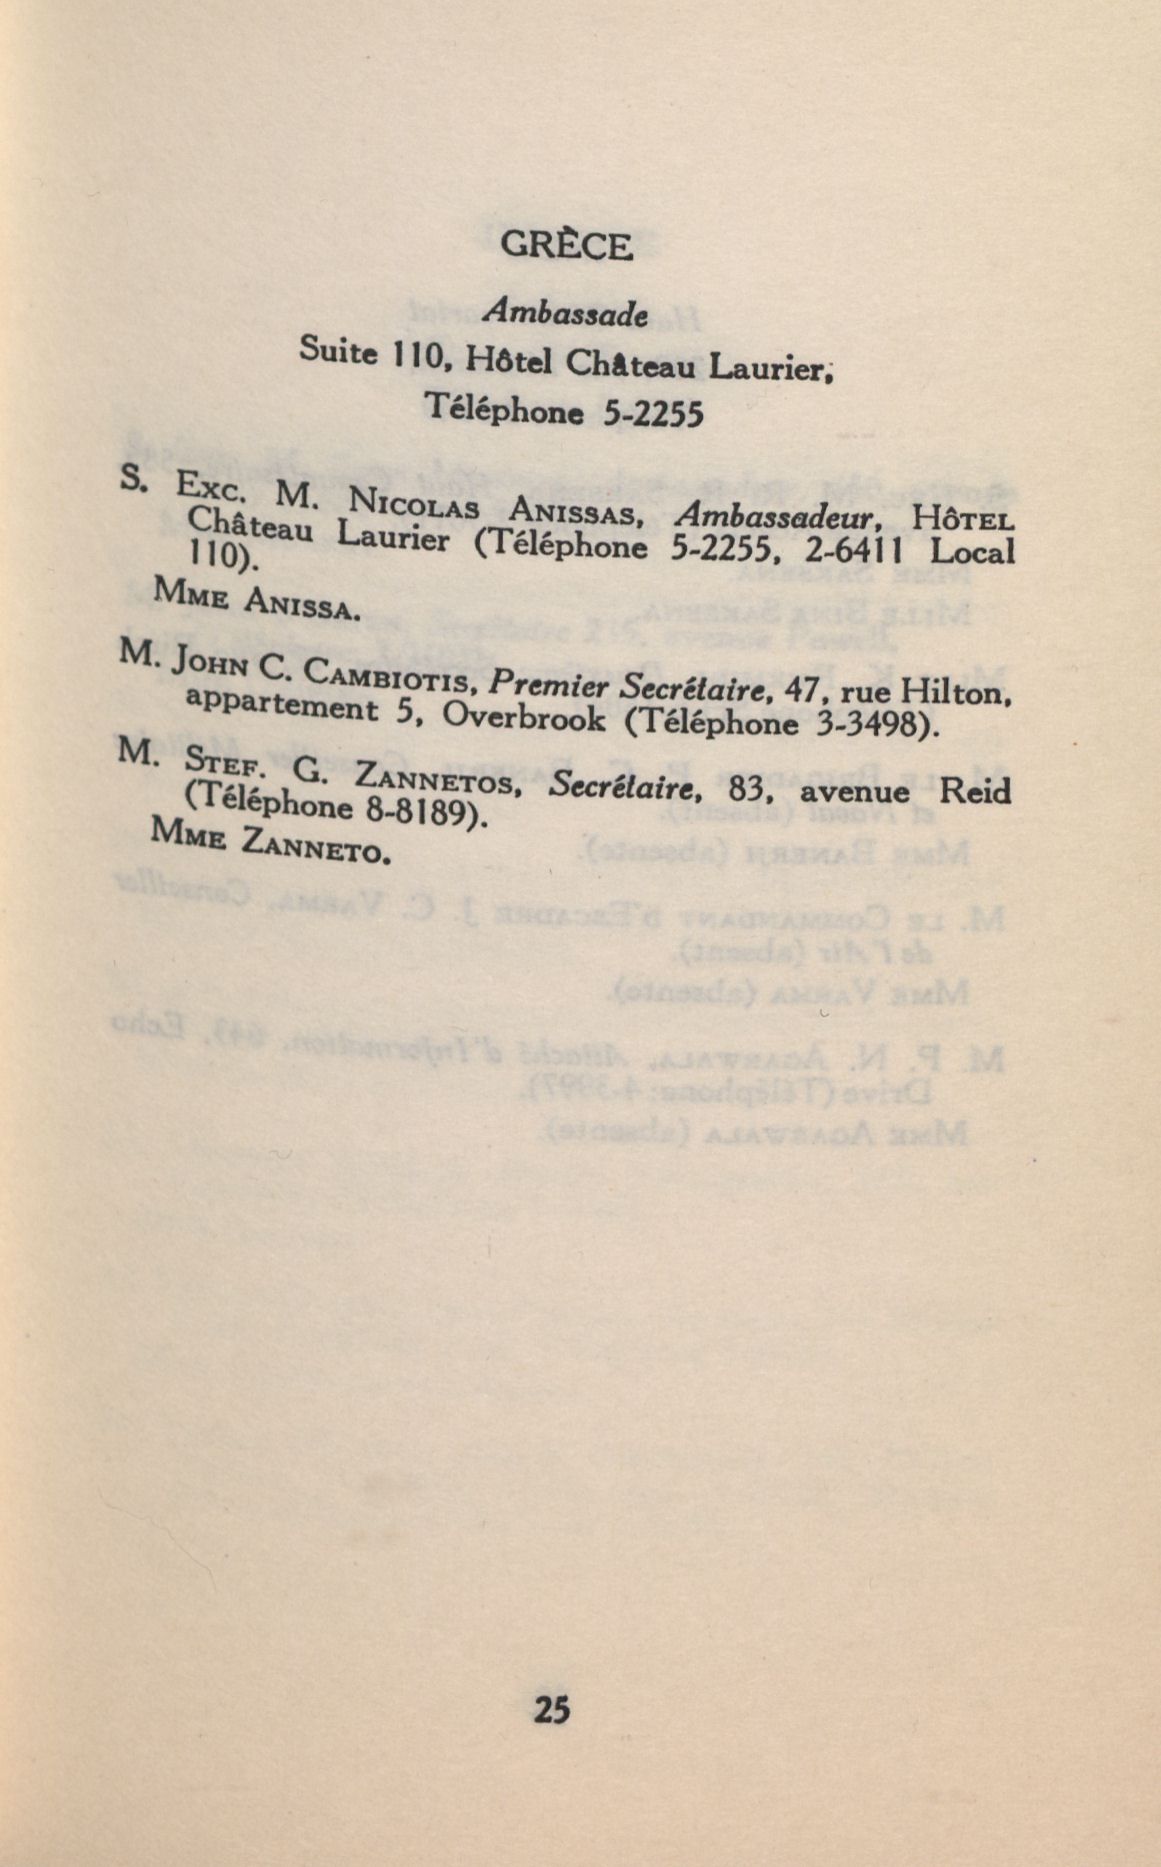 GRÈCE
Ambassade
Suite 110, Hôtel Château Laurier,
Téléphone 5-2255
S. Exc. M. Nicolas Anissas, Ambassadeur, Hôtel
Château Laurier (Téléphone 5-2255, 2-6411 Local
110).
Mme Anissa.
M. John C. Cambiotis, Premier Secrétaire, 47, rue Hilton,
appartement 5, Overbrook (Téléphone 3-3498).
M. Stef. G. Zannetos, Secrétaire, 83, avenue Reid
(Téléphone 8-8189).
Mme Zanneto.
25